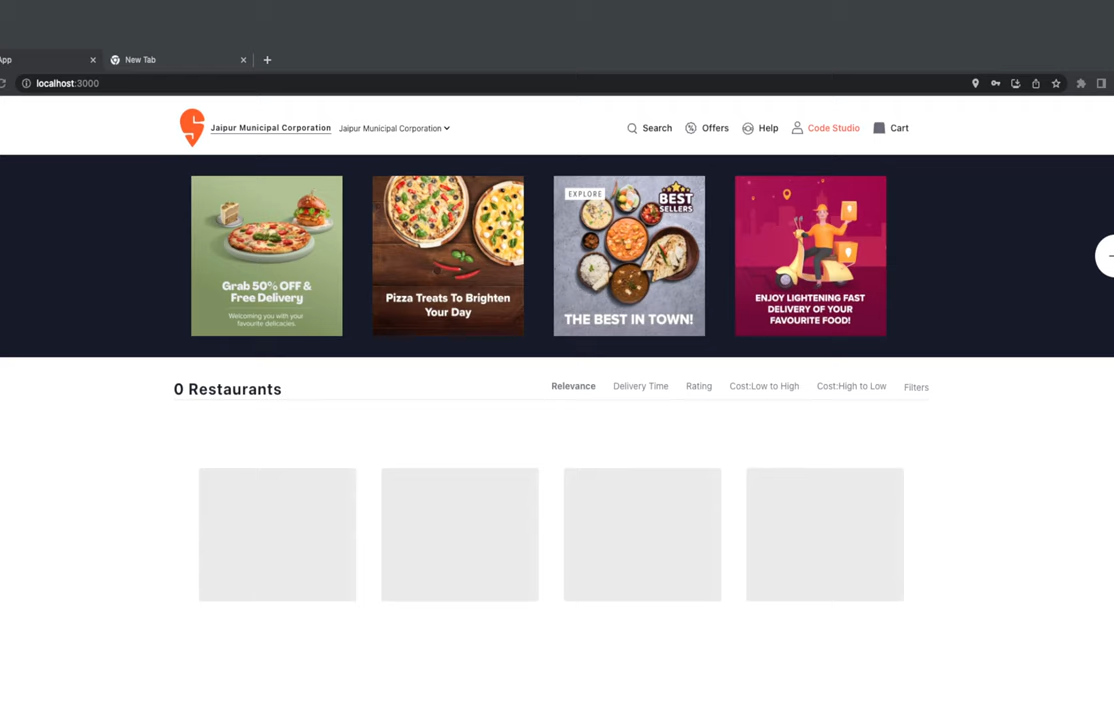 App
New Tab
localhost:3000
Jaipur Municipal Corporation
Jaipur Municipal Corporation
Search
Offers
Help
Code Studio
Cart
Grab 50% OFF &
Free Delivery
Welcoming you with your
favourite delicacies.
Pizza Treats To Brighten
Your Day
EXPLORE
BEST
SELLERS
THE BEST IN TOWN!
ENJOY LIGHTENING FAST
DELIVERY OF YOUR
FAVOURITE FOOD!
0 Restaurants
Relevance
Delivery Time
Rating
Cost:Low to High
Cost:High to Low
Filters